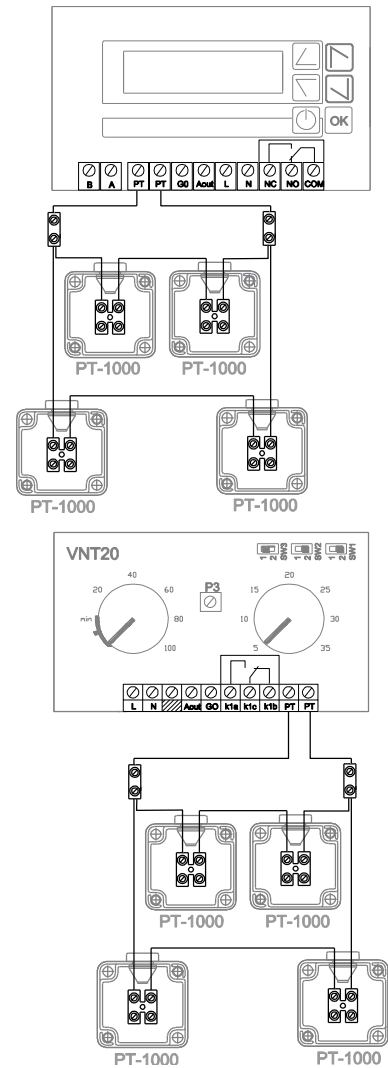 OK
B A PT PT G0 Aout L N NC NO COM
PT-1000 PT-1000
PT-1000 PT-1000
VNT20
1 2 SW3 1 2 SW2 1 2 SW1
P3
min 20 40 60 80 100
5 10 15 20 25 30 35
L N Aout GO k1a k1c k1b PT PT
PT-1000 PT-1000
PT-1000 PT-1000